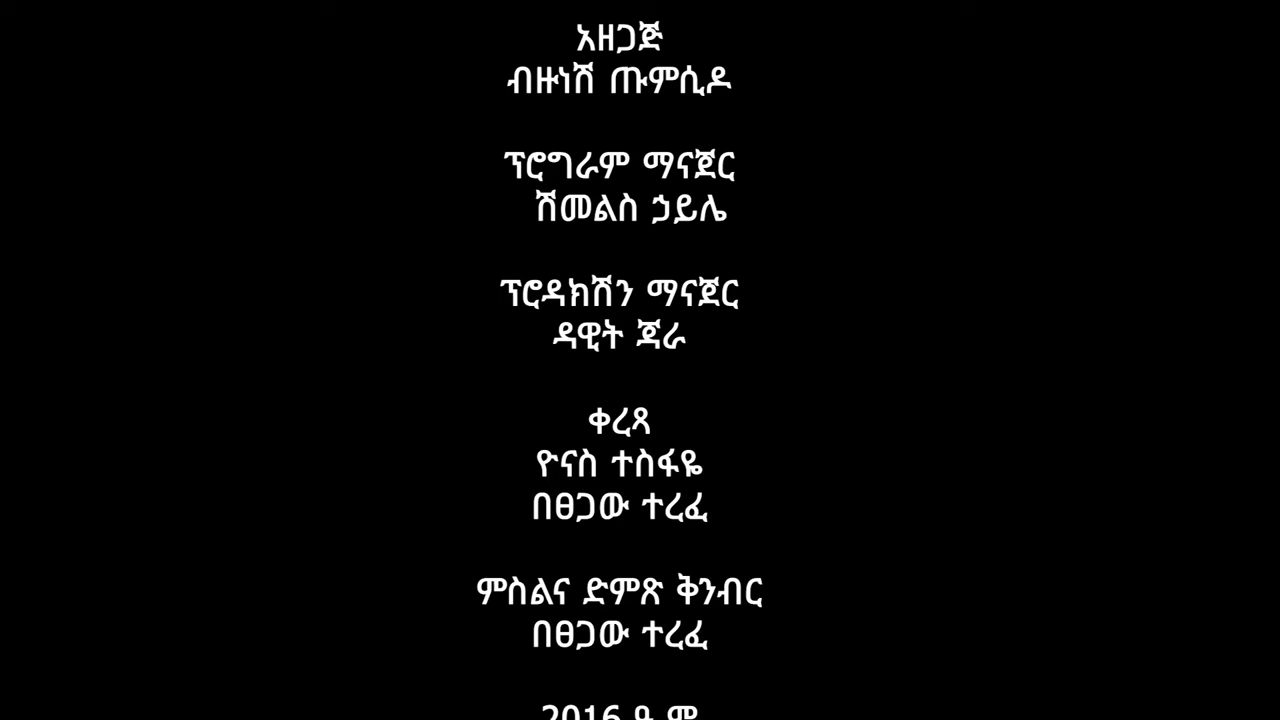 አዘጋጅ
ብዙነሽ ጡምሲዶ
ፕሮግራም ማናጀር
ሽመልስ ኃይሌ
ፕሮዳክሽን ማናጀር
ዳዊት ጃራ
ቀረጻ
ዮናስ ተስፋዬ
በፀጋው ተረፈ
ምስልና ድምጽ ቅንብር
በፀጋው ተረፈ
2016 ዓ.ም